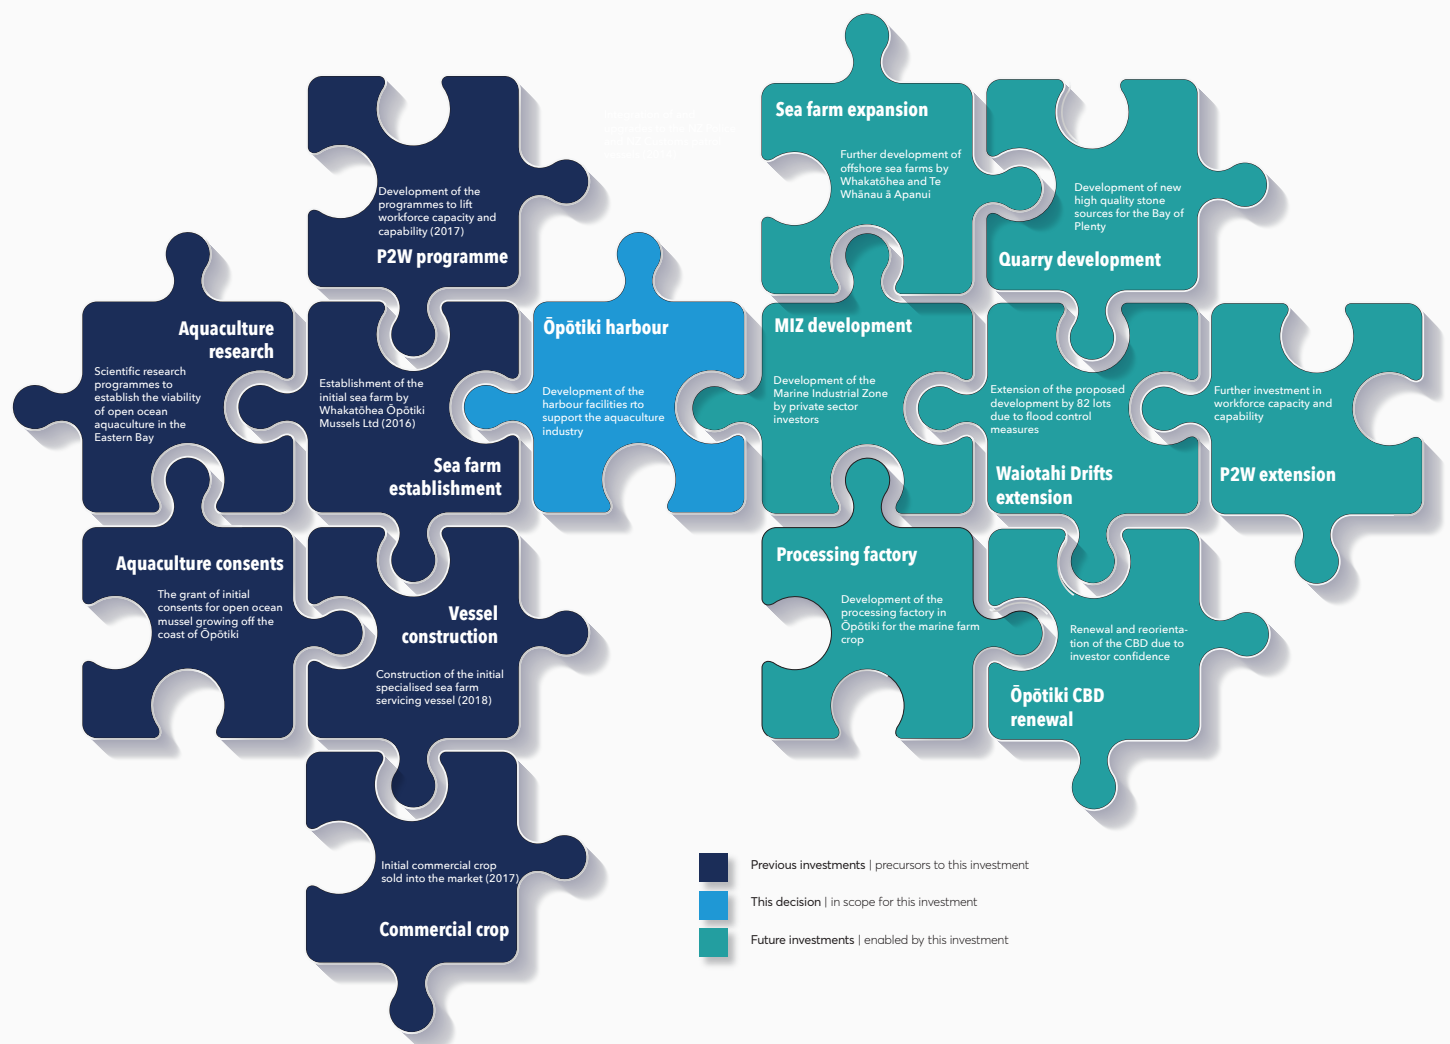 Development of the
programmes to lift
workforce capacity and
capability (2017)
P2W programme
Aquaculture
research
Scientific research
programmes to
establish the viability
of open ocean
aquaculture in the
Eastern Bay
Establishment of the
initial sea farm by
Whakatōhea Ōpōtiki
Mussels Ltd (2016)
Sea farm
establishment
Ōpōtiki harbour
Development of the
harbour facilities rto
support the aquaculture
industry
Aquaculture consents
The grant of initial
consents for open ocean
mussel growing off the
coast of Ōpōtiki
Vessel
construction
Construction of the initial
specialised sea farm
servicing vessel (2018)
Initial commercial crop
sold into the market (2017)
Commercial crop
Sea farm expansion
Further development of
offshore sea farms by
Whakatōhea and Te
Whānau ā Apanui
Development of new
high quality stone
sources for the Bay of
Plenty
Quarry development
MIZ development
Development of the
Marine Industrial Zone
by private sector
investors
Extension of the proposed
development by 82 lots
due to flood control
measures
Waiotahi Drifts
extension
Further investment in
workforce capacity and
capability
P2W extension
Processing factory
Development of the
processing factory in
Ōpōtiki for the marine farm
crop
Renewal and reorienta-
tion of the CBD due to
investor confidence
Ōpōtiki CBD
renewal
Previous investments | precursors to this investment
This decision | in scope for this investment
Future investments | enabled by this investment